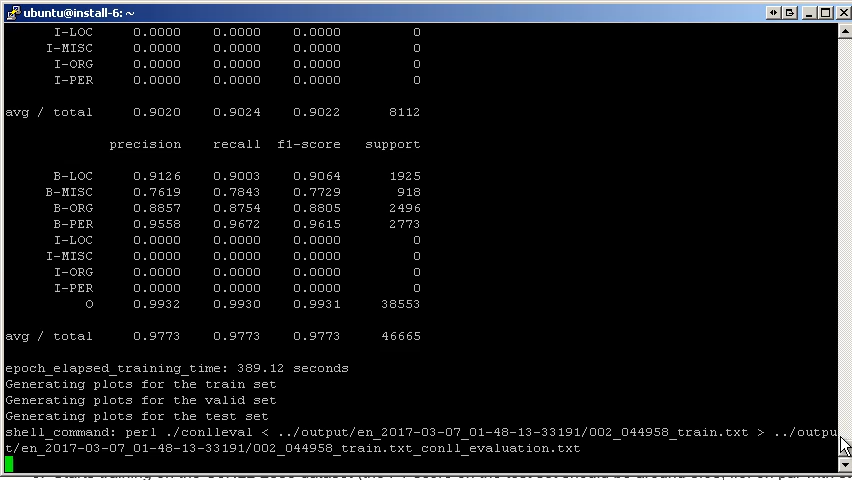 ubuntu@install-6: ~
I-LOC 0.0000 0.0000 0.0000 0
I-MISC 0.0000 0.0000 0.0000 0
I-ORG 0.0000 0.0000 0.0000 0
I-PER 0.0000 0.0000 0.0000 0
avg / total 0.9020 0.9024 0.9022 8112
precision recall f1-score support
B-LOC 0.9126 0.9003 0.9064 1925
B-MISC 0.7619 0.7843 0.7729 918
B-ORG 0.8857 0.8754 0.8805 2496
B-PER 0.9558 0.9672 0.9615 2773
I-LOC 0.0000 0.0000 0.0000 0
I-MISC 0.0000 0.0000 0.0000 0
I-ORG 0.0000 0.0000 0.0000 0
I-PER 0.0000 0.0000 0.0000 0
O 0.9932 0.9930 0.9931 38553
avg / total 0.9773 0.9773 0.9773 46665
epoch_elapsed_training_time: 389.12 seconds
Generating plots for the train set
Generating plots for the valid set
Generating plots for the test set
shell_command: perl ./conlleval < ../output/en_2017-03-07_01-48-13-33191/002_044958_train.txt > ../outpu
t/en_2017-03-07_01-48-13-33191/002_044958_train.txt_conll_evaluation.txt